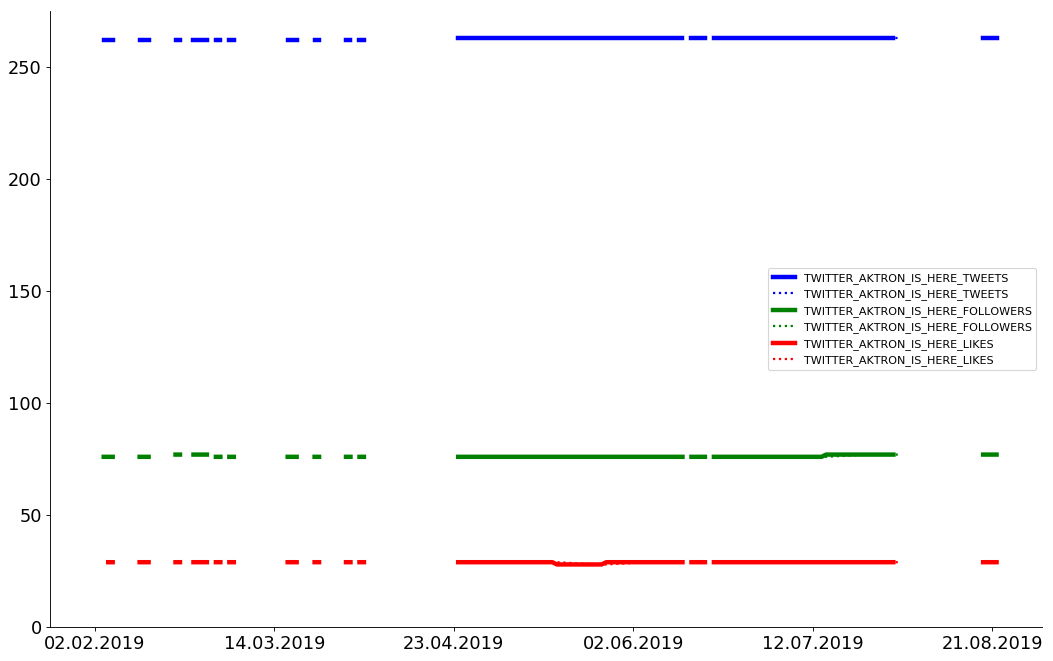 250
200
150
100
50
0
TWITTER_AKTRON_IS_HERE_TWEETS
TWITTER_AKTRON_IS_HERE_TWEETS
TWITTER_AKTRON_IS_HERE_FOLLOWERS
TWITTER_AKTRON_IS_HERE_FOLLOWERS
TWITTER_AKTRON_IS_HERE_LIKES
TWITTER_AKTRON_IS_HERE_LIKES
02.02.2019 14.03.2019 23.04.2019 02.06.2019 12.07.2019 21.08.2019